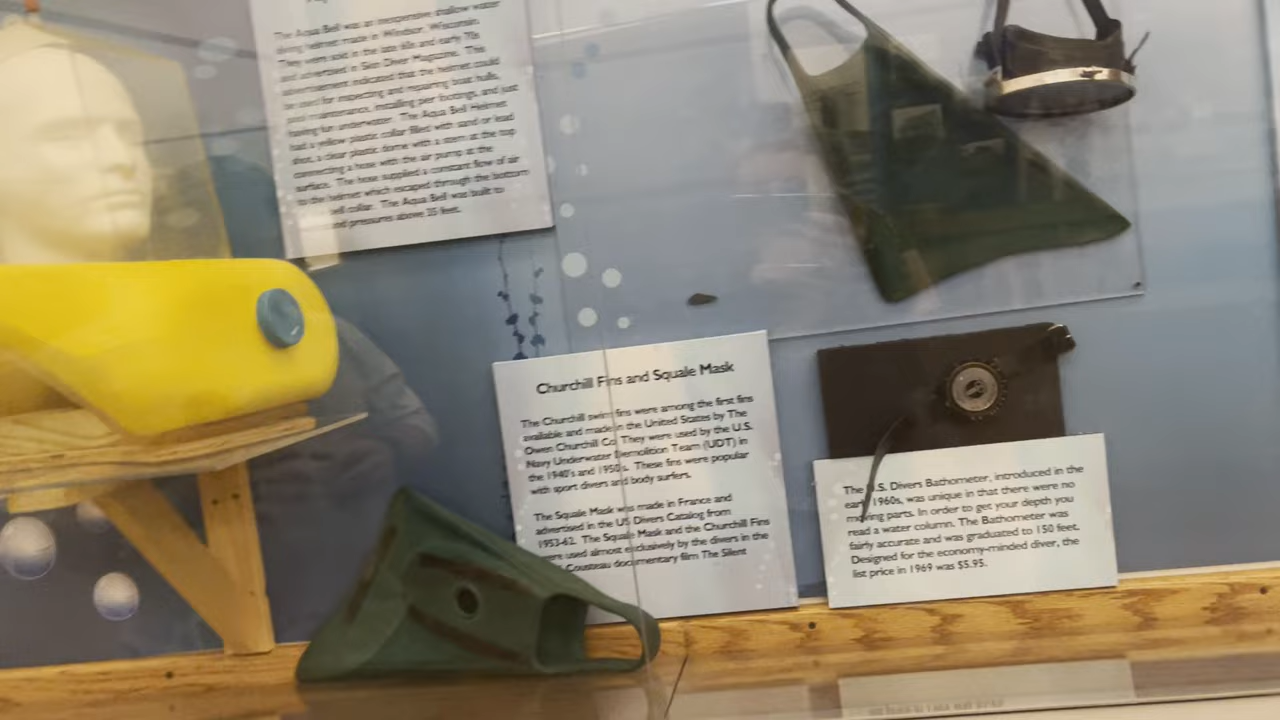 The Aqua Bell was an inexpensive shallow water
diving helmet made in Windsor, Wisconsin.
They were sold in the late 60s and early 70s
and advertised in Skin Diver Magazine. This
advertisement indicated that the helmet could
be used for inspecting and repairing boat hulls,
pool maintenance, installing pier footings, and just
having fun underwater. The Aqua Bell Helmet
had a yellow plastic collar filled with sand or lead
shot, a clear plastic dome with a stem at the top
connecting a hose with the air pump at the
surface. The hose supplied a constant flow of air
to the helmet which escaped through the bottom
bell collar. The Aqua Bell was built to
pressures above 35 feet.
Churchill Fins and Squale Mask
The Churchill swim fins were among the first fins
available and made in the United States by The
Owen Churchill Co. They were used by the U.S.
Navy Underwater Demolition Team (UDT) in
the 1940's and 1950's. These fins were popular
with sport divers and body surfers.
The Squale Mask was made in France and
advertised in the US Divers Catalog from
1953-62. The Squale Mask and the Churchill Fins
were used almost exclusively by the divers in the
Cousteau documentary film The Silent
The U.S. Divers Bathometer, introduced in the
early 1960s, was unique in that there were no
moving parts. In order to get your depth you
read a water column. The Bathometer was
fairly accurate and was graduated to 150 feet.
Designed for the economy-minded diver, the
list price in 1969 was $5.95.